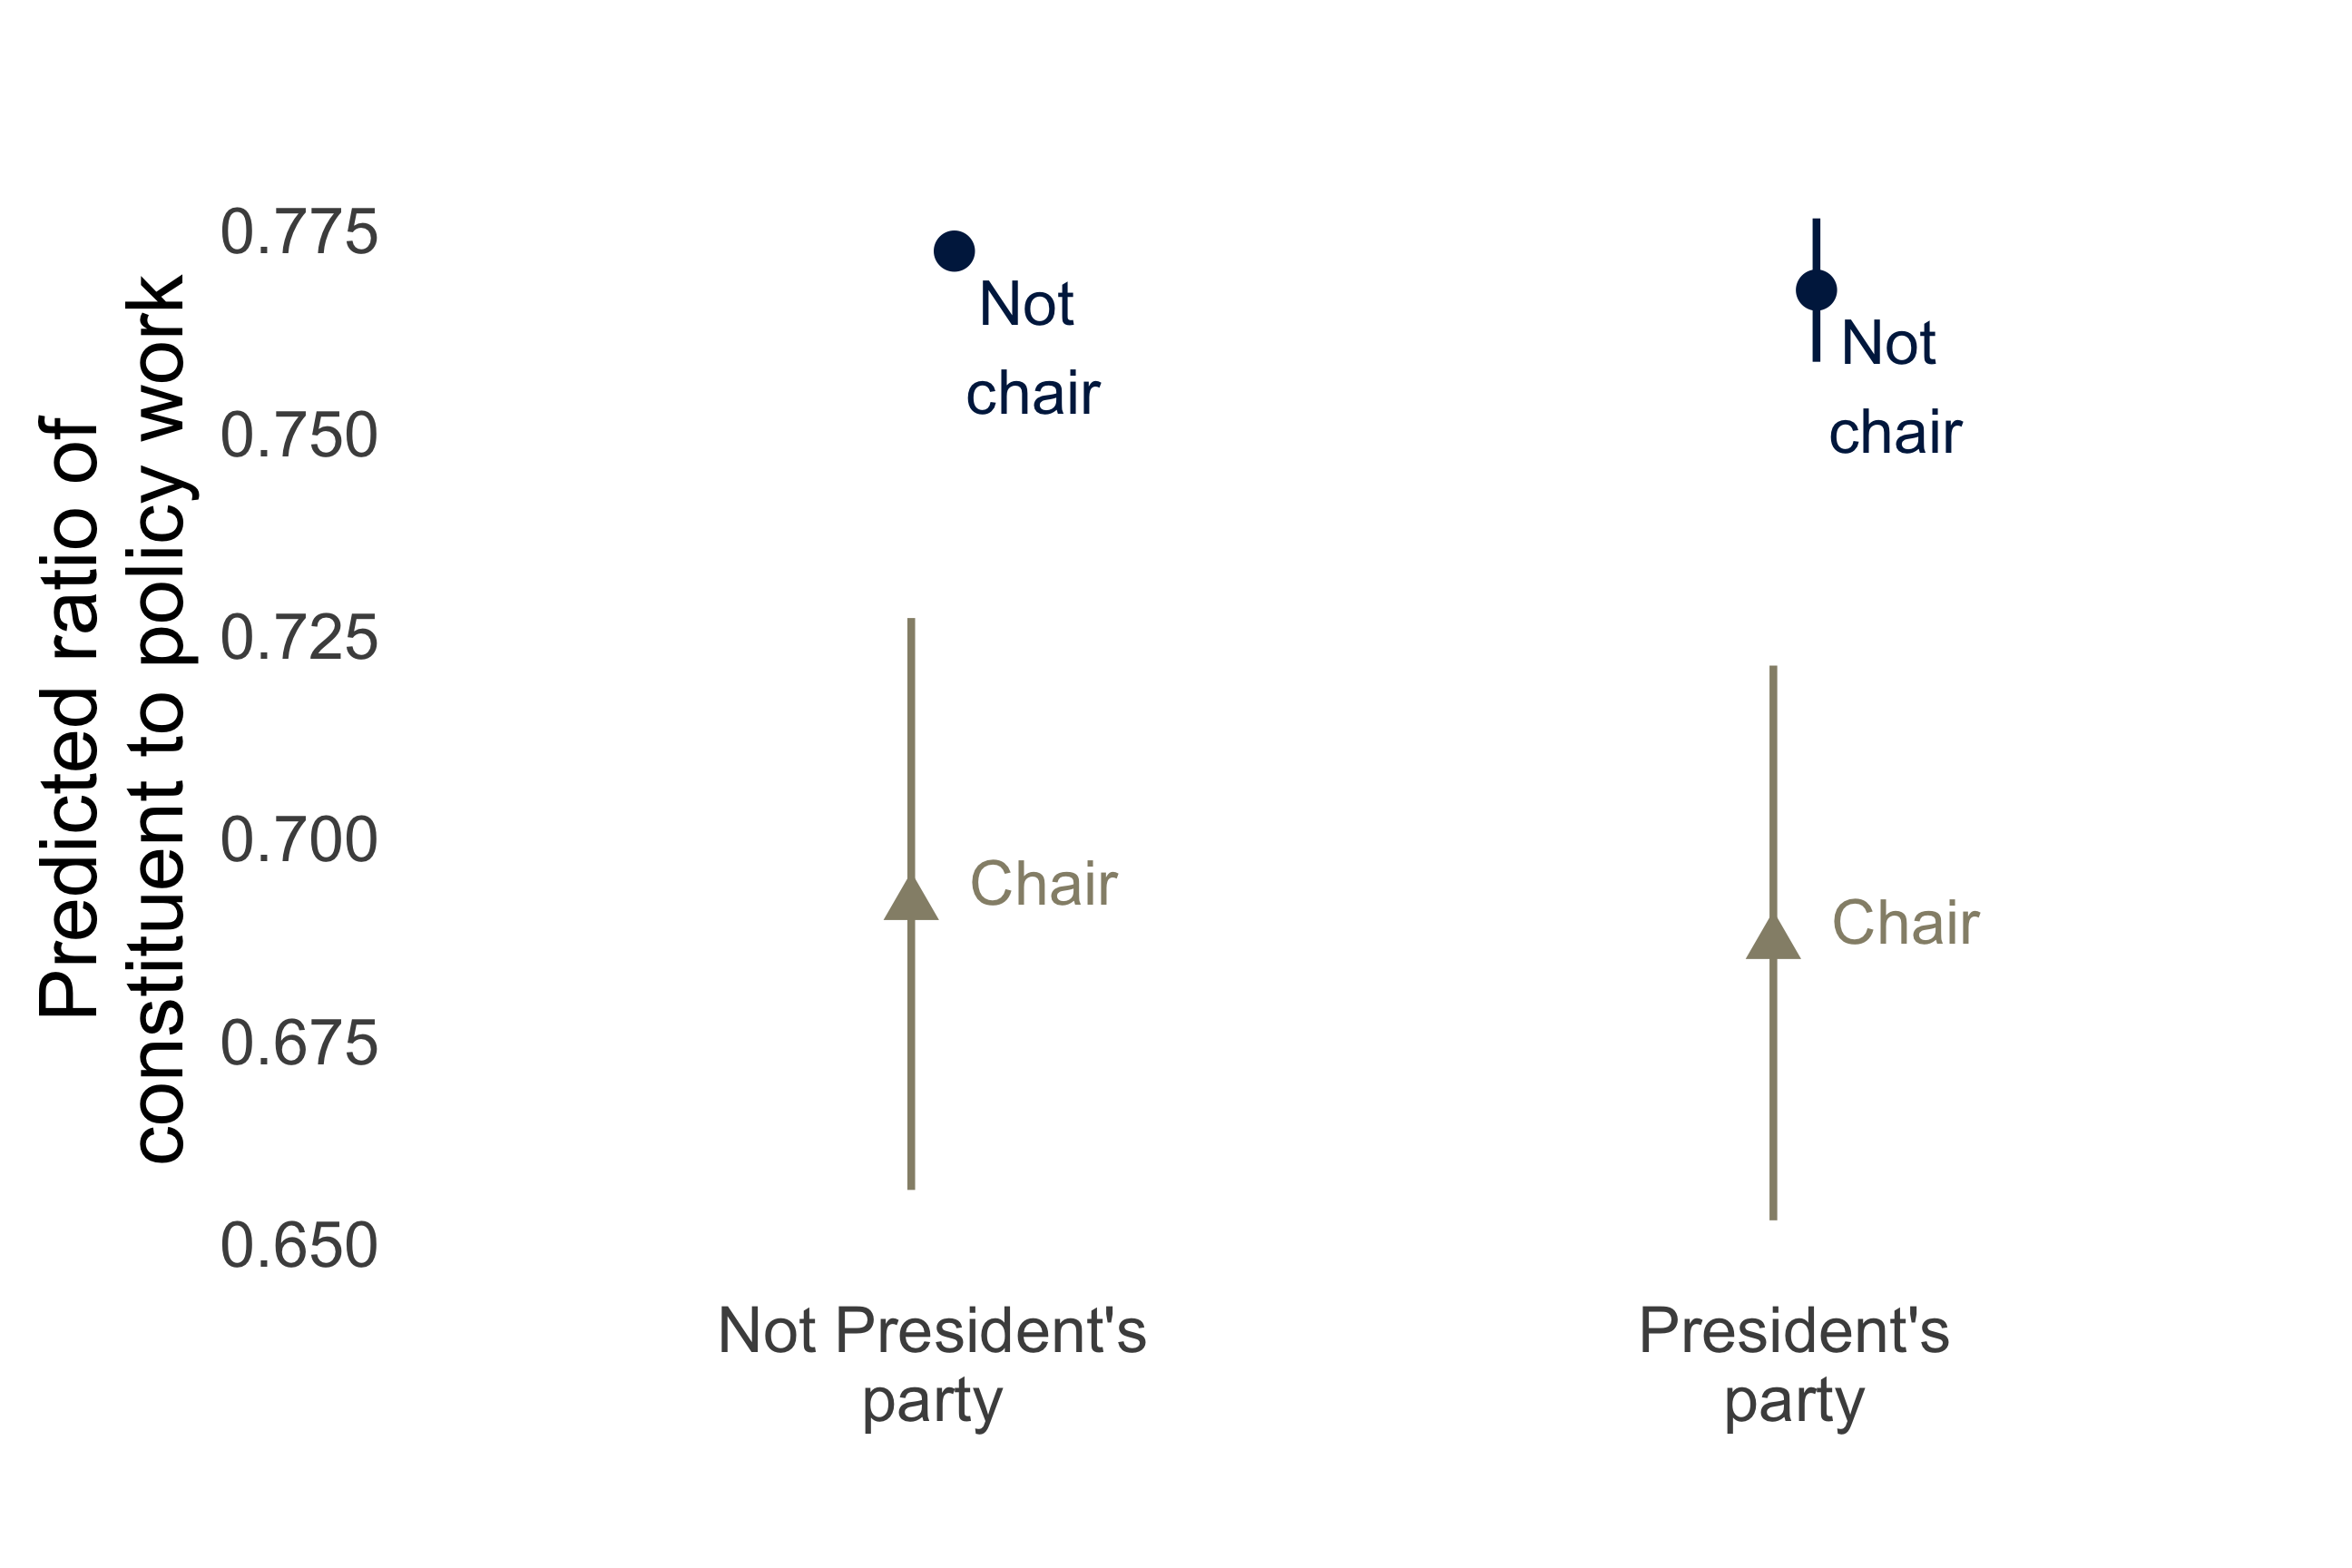 Predicted ratio of
constituent to policy work
0.775
0.750
0.725
0.700
0.675
0.650
Not
chair
Chair
Not
chair
Chair
Not President's
party
President's
party